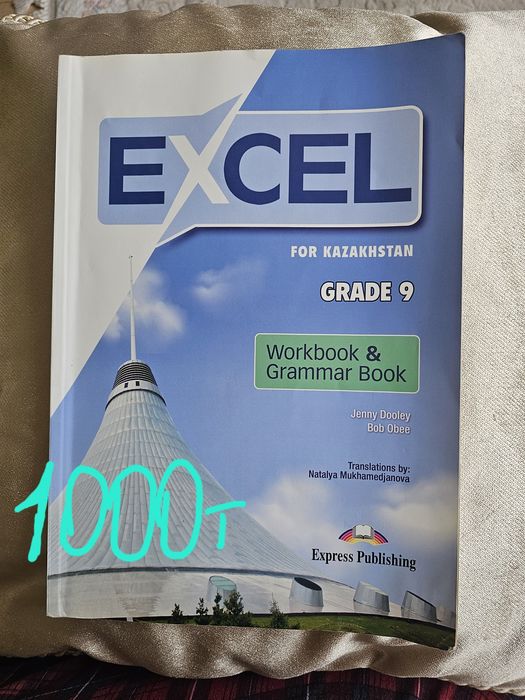 EXCEL
FOR KAZAKHSTAN
GRADE 9
Workbook &
Grammar Book
Jenny Dooley
Bob Obee
Translations by:
Natalya Mukhamedjanova
1000т
Express Publishing